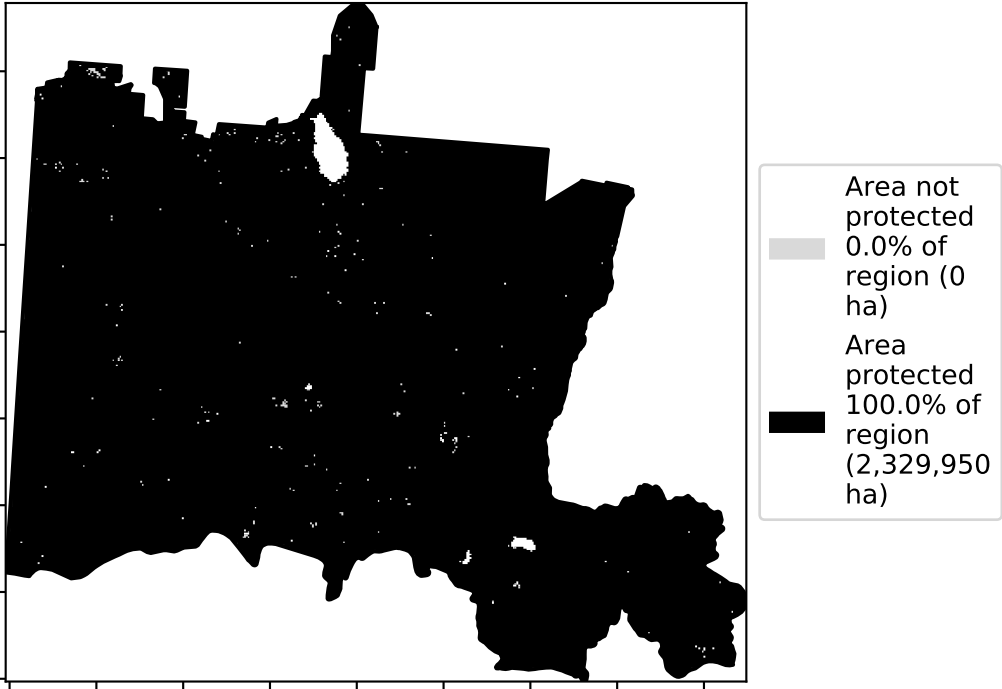 Area not
protected
0.0% of
region (0
ha)
Area
protected
100.0% of
region
(2,329,950
ha)